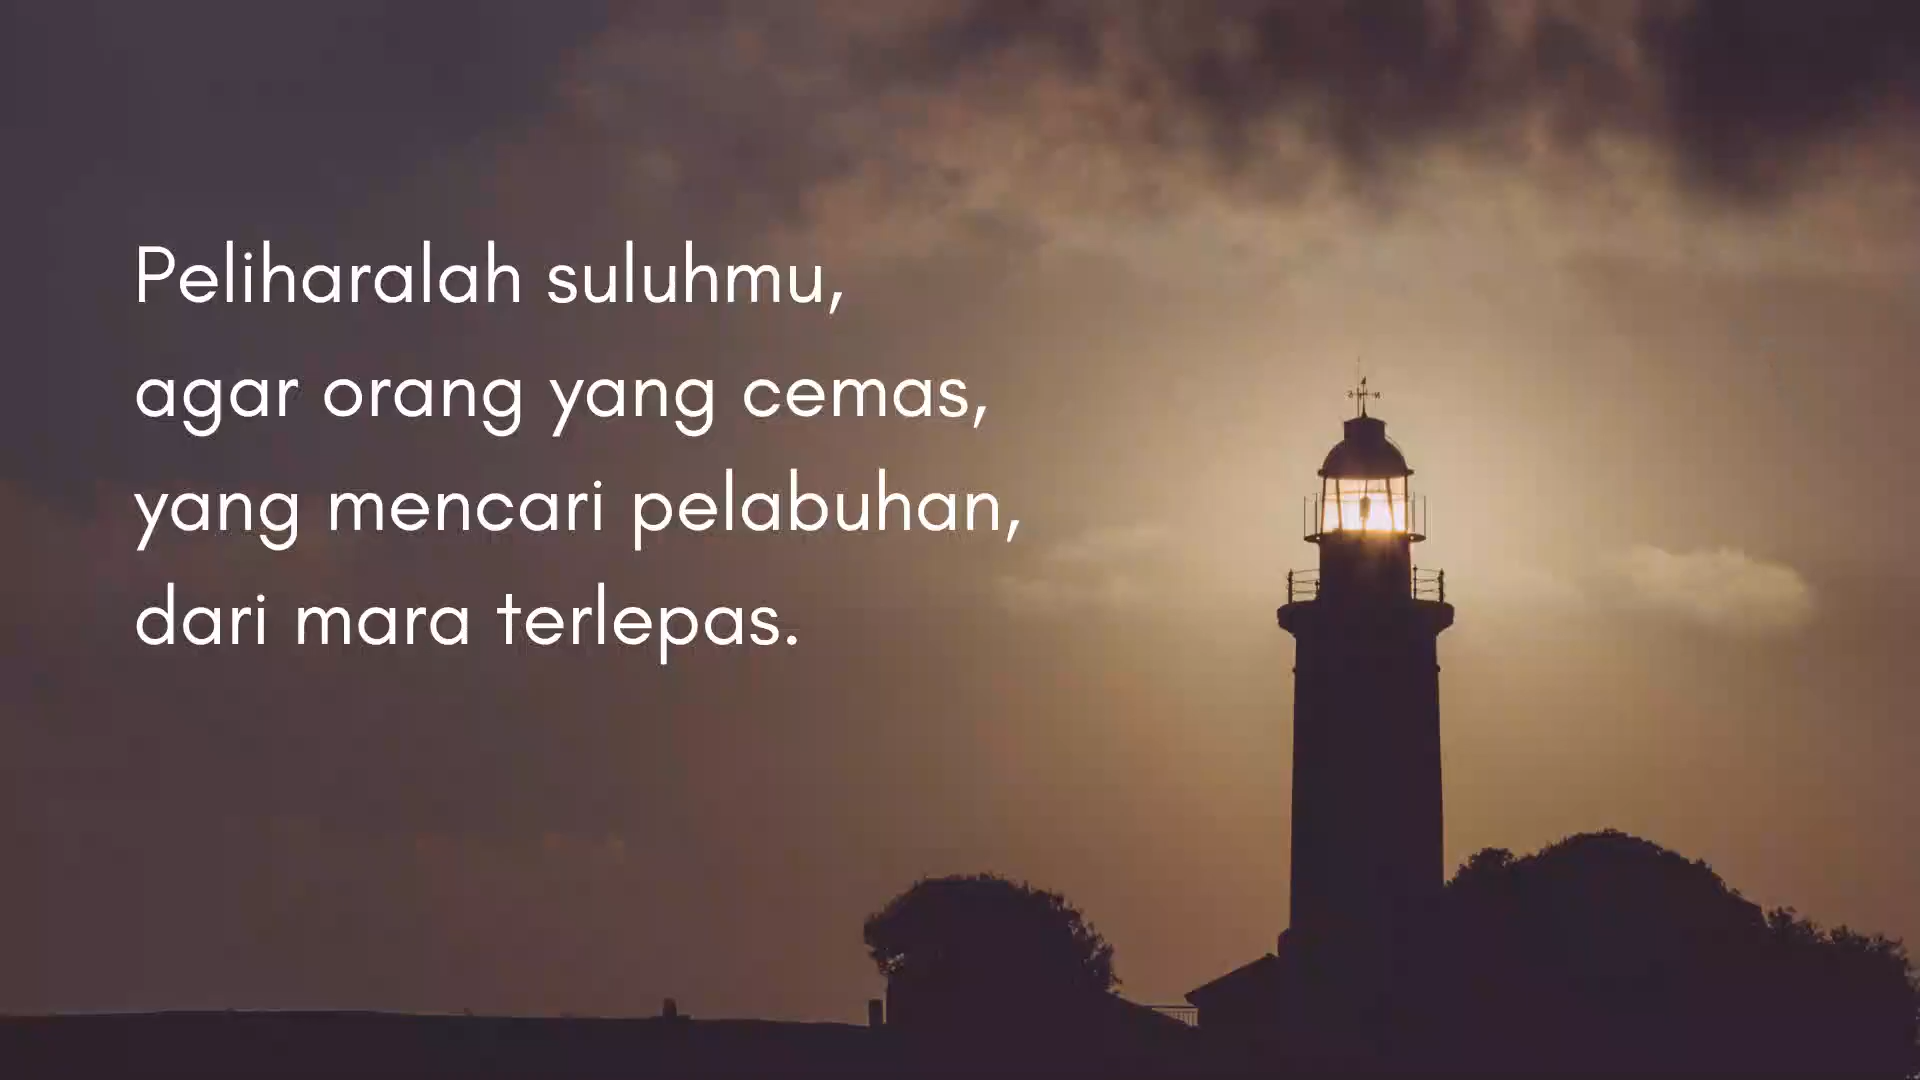 Peliharalah suluhmu,
agar orang yang cemas,
yang mencari pelabuhan,
dari mara terlepas.